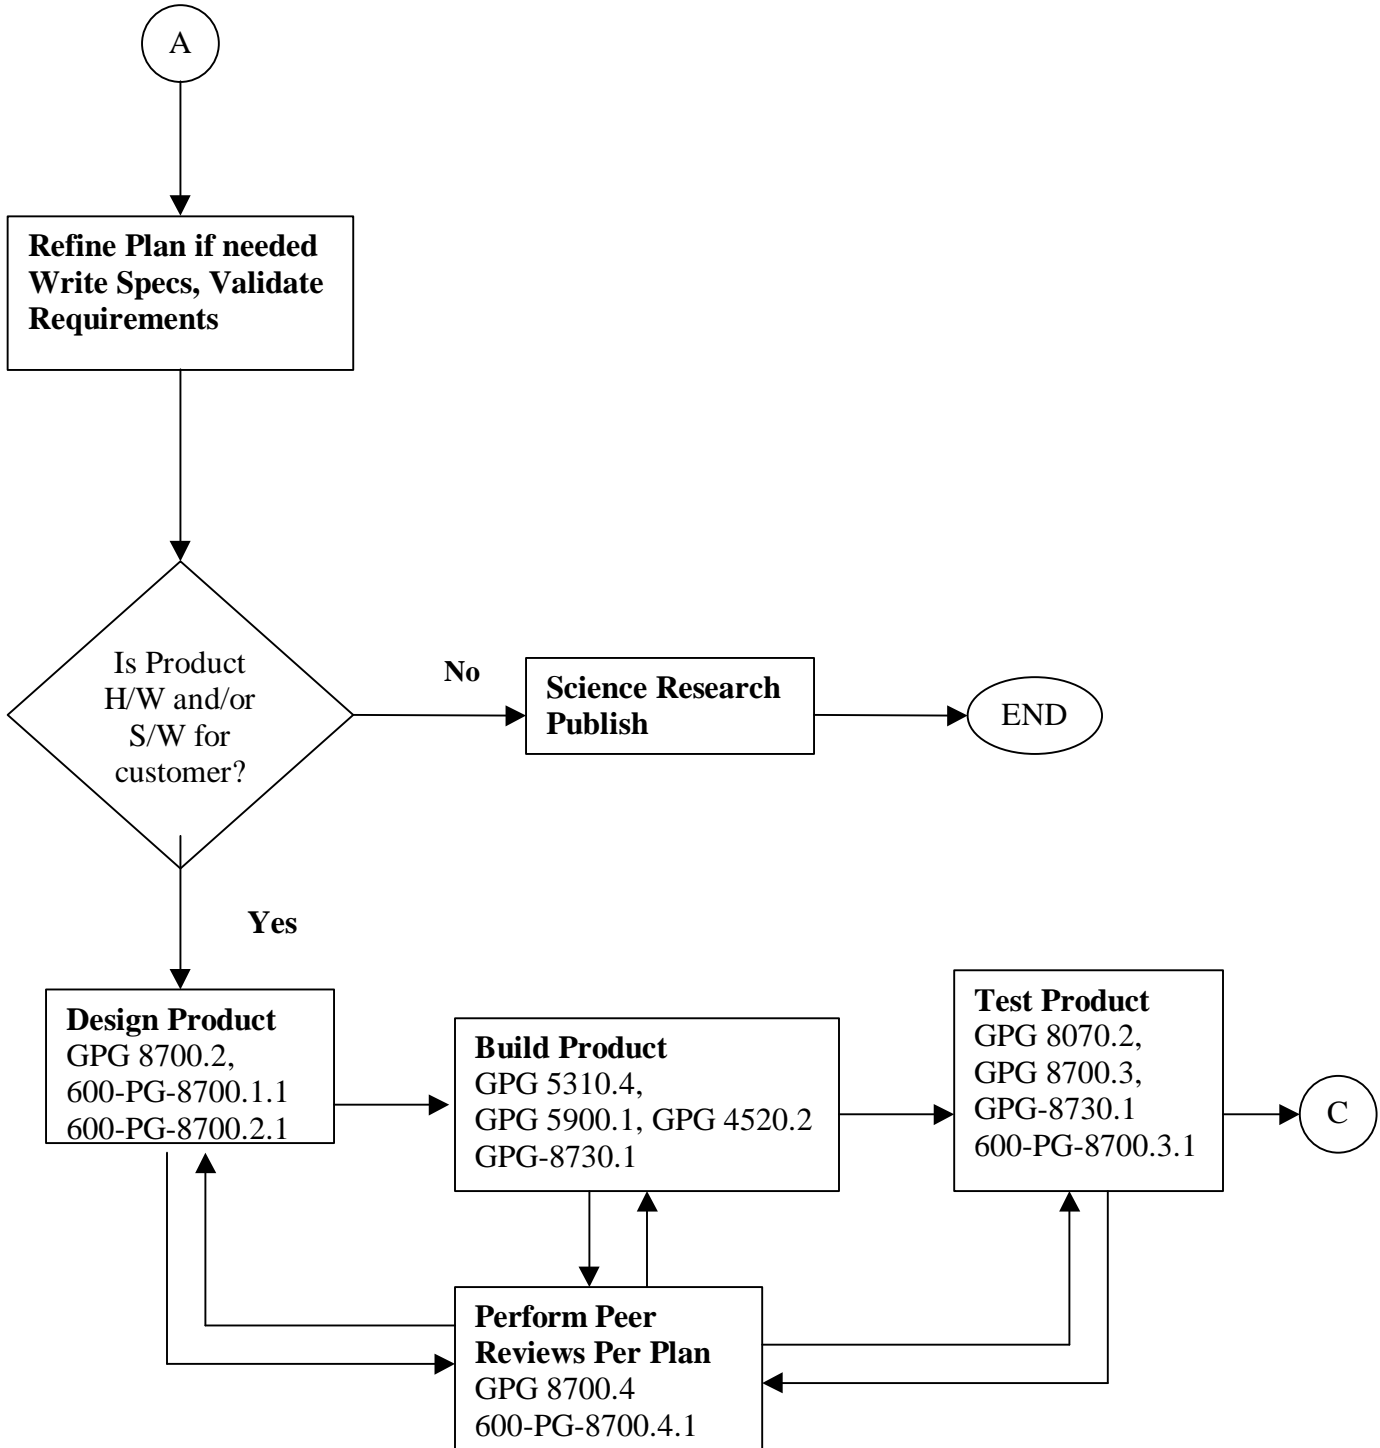 A
Refine Plan if needed
Write Specs, Validate
Requirements
Is Product
H/W and/or
S/W for
customer?
No
Science Research
Publish
END
Yes
Design Product
GPG 8700.2,
600-PG-8700.1.1
600-PG-8700.2.1
Build Product
GPG 5310.4,
GPG 5900.1, GPG 4520.2
GPG-8730.1
Test Product
GPG 8070.2,
GPG 8700.3,
GPG-8730.1
600-PG-8700.3.1
C
Perform Peer
Reviews Per Plan
GPG 8700.4
600-PG-8700.4.1